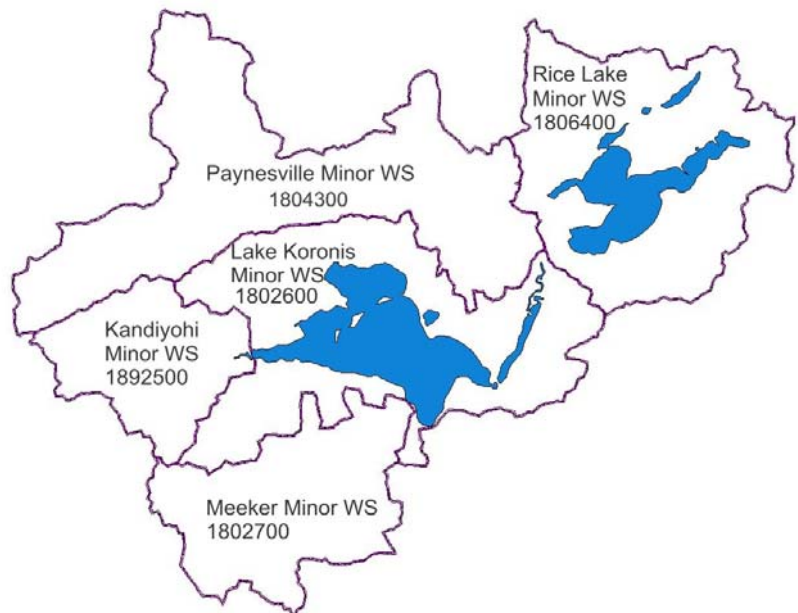 Rice Lake
Minor WS
1806400
Paynesville Minor WS
1804300
Lake Koronis
Minor WS
1802600
Kandiyohi
Minor WS
1892500
Meeker Minor WS
1802700